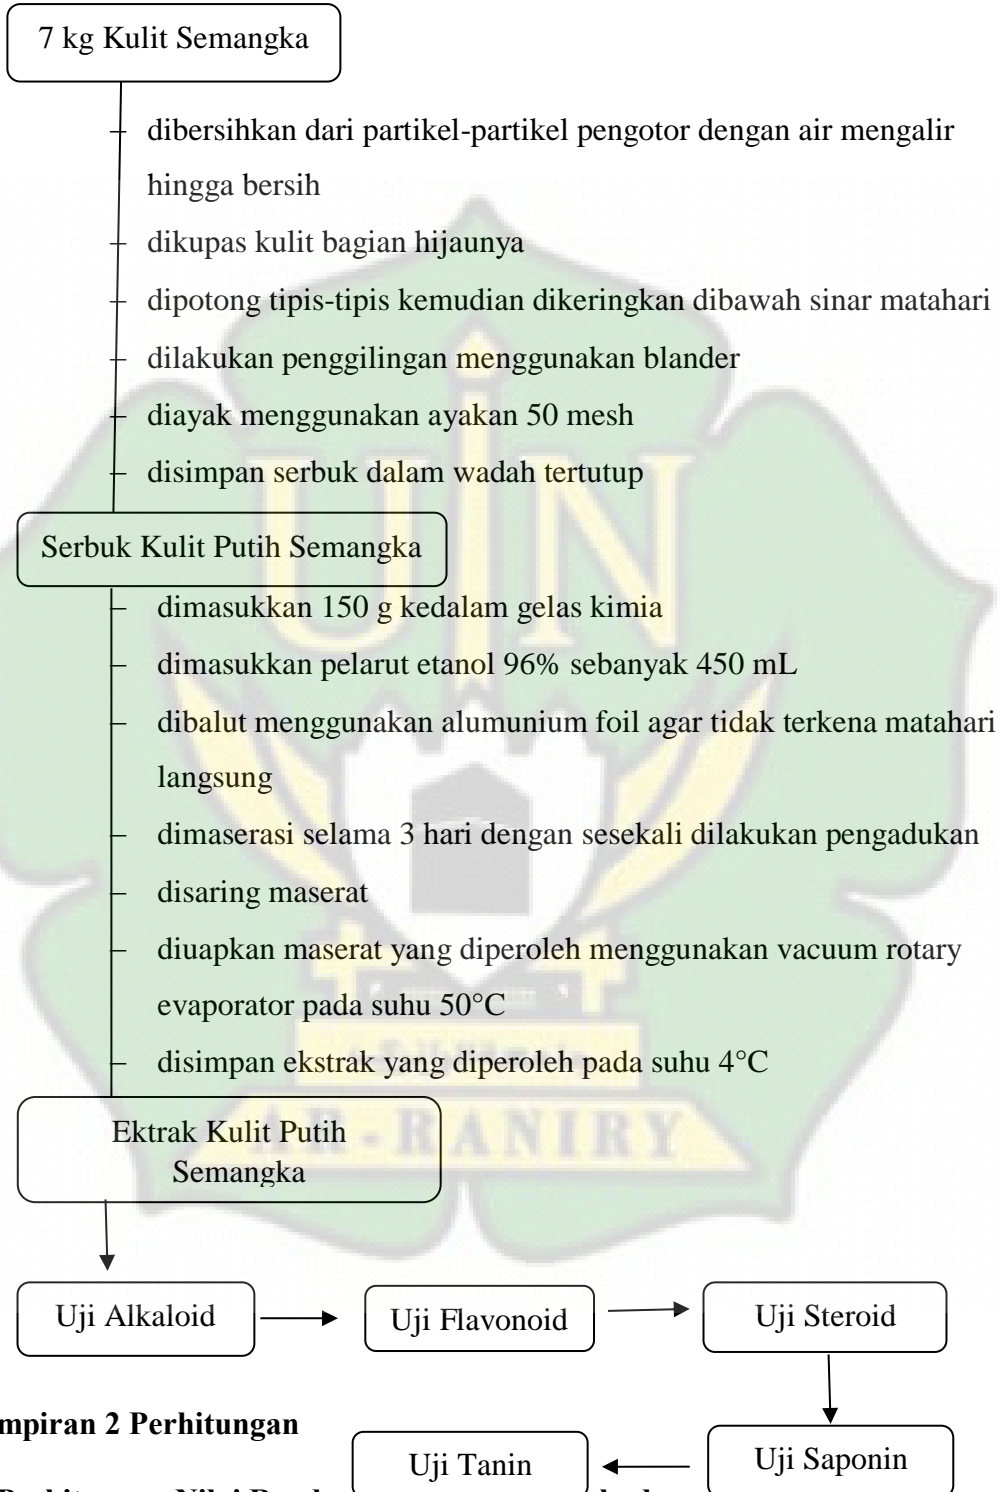 7 kg Kulit Semangka
– dibersihkan dari partikel-partikel pengotor dengan air mengalir
hingga bersih
– dikupas kulit bagian hijaunya
– dipotong tipis-tipis kemudian dikeringkan dibawah sinar matahari
– dilakukan penggilingan menggunakan blander
– diayak menggunakan ayakan 50 mesh
– disimpan serbuk dalam wadah tertutup
Serbuk Kulit Putih Semangka
– dimasukkan 150 g kedalam gelas kimia
– dimasukkan pelarut etanol 96% sebanyak 450 mL
– dibalut menggunakan alumunium foil agar tidak terkena matahari
langsung
– dimaserasi selama 3 hari dengan sesekali dilakukan pengadukan
– disaring maserat
– diuapkan maserat yang diperoleh menggunakan vacuum rotary
evaporator pada suhu 50°C
– disimpan ekstrak yang diperoleh pada suhu 4°C
Ektrak Kulit Putih
Semangka
Uji Alkaloid
Uji Flavonoid
Uji Steroid
Uji Saponin
Uji Tanin
mpiran 2 Perhitungan
UIN
AR-RANIRY